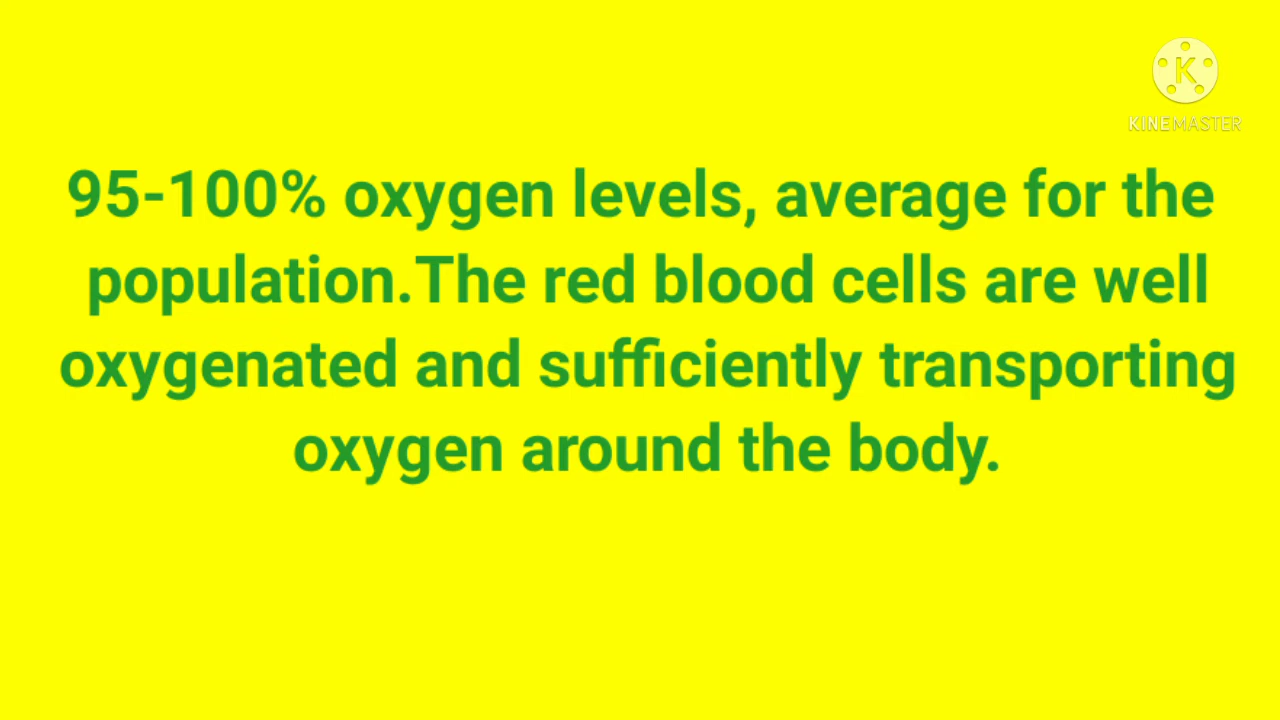 KINEMASTER
95-100% oxygen levels, average for the
population.The red blood cells are well
oxygenated and sufficiently transporting
oxygen around the body.